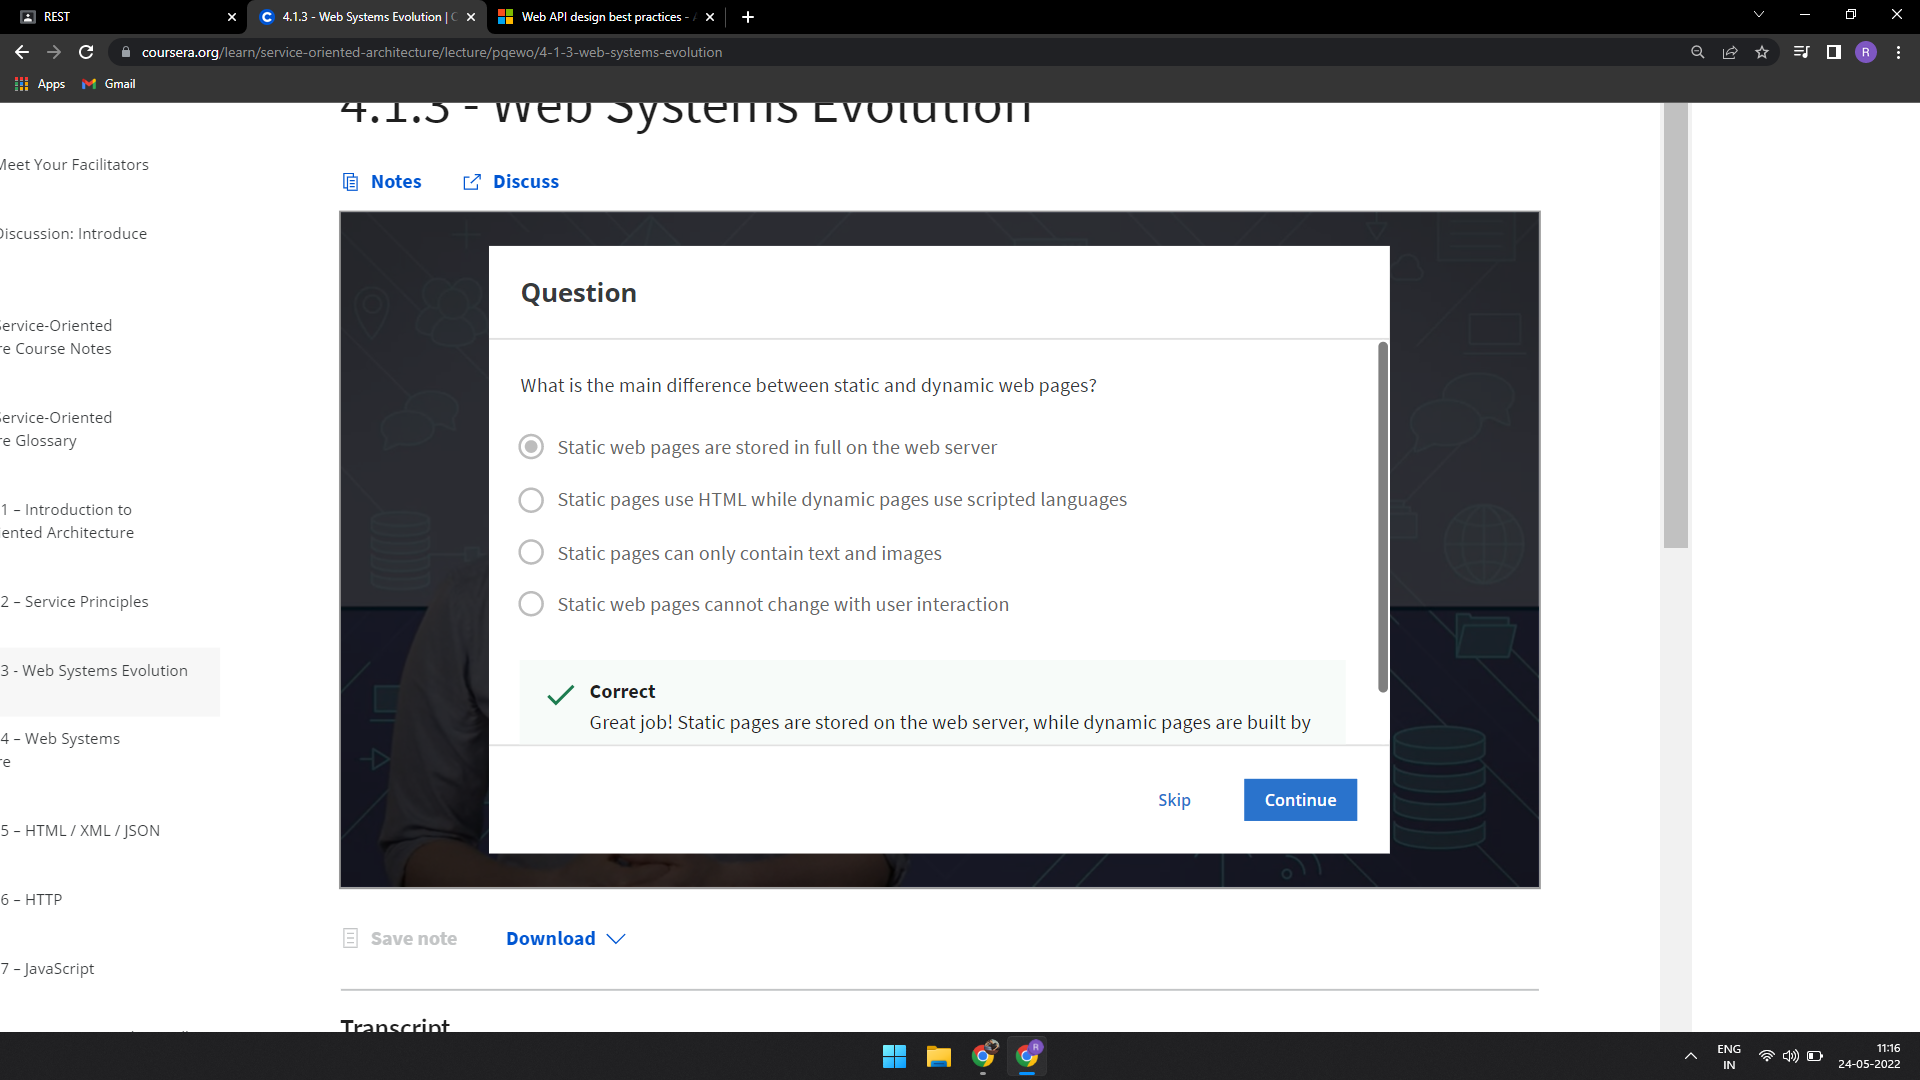 REST
4.1.3 - Web Systems Evolution |
Web API design best practices -
coursera.org/learn/service-oriented-architecture/lecture/pqewo/4-1-3-web-systems-evolution
R
Apps
Gmail
4.1.3 - Web Systems Evolution
Meet Your Facilitators
Discussion: Introduce
Service-Oriented
re Course Notes
Service-Oriented
re Glossary
1 – Introduction to
iented Architecture
2 – Service Principles
3 - Web Systems Evolution
4 – Web Systems
re
5 – HTML / XML / JSON
6 – HTTP
7 – JavaScript
Notes
Discuss
Question
What is the main difference between static and dynamic web pages?
Static web pages are stored in full on the web server
Static pages use HTML while dynamic pages use scripted languages
Static pages can only contain text and images
Static web pages cannot change with user interaction
Correct
Great job! Static pages are stored on the web server, while dynamic pages are built by
Skip
Continue
Save note
Download
Transcript
R
ENG
IN
11:16
24-05-2022